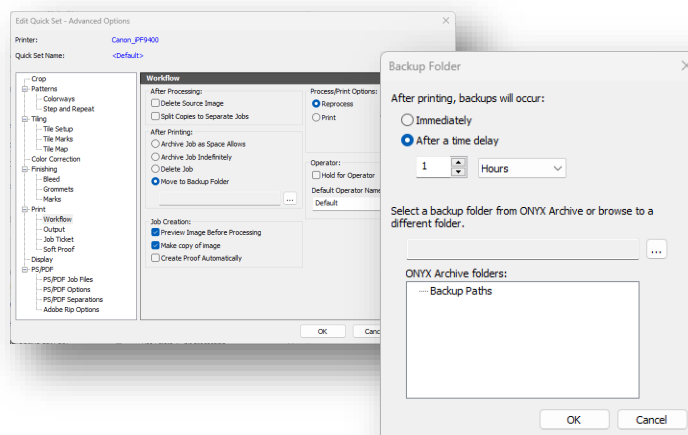 Edit Quick Set - Advanced Options
Printer: Canon_iPF9400
Quick Set Name: <Default>
Crop
Patterns
Colorways
Step and Repeat
Tiling
Tile Setup
Tile Marks
Tile Map
Color Correction
Finishing
Bleed
Grommets
Marks
Print
Workflow
Output
Job Ticket
Soft Proof
Display
PS/PDF
PS/PDF Job Files
PS/PDF Options
PS/PDF Separations
Adobe Rip Options
Workflow
After Processing:
Delete Source Image
Split Copies to Separate Jobs
After Printing:
Archive Job as Space Allows
Archive Job Indefinitely
Delete Job
Move to Backup Folder
...
Job Creation:
Preview Image Before Processing
Make copy of image
Create Proof Automatically
Process/Print Options:
Reprocess
Print
Operator:
Hold for Operator
Default Operator Name
Default
OK
Canc
Backup Folder
After printing, backups will occur:
Immediately
After a time delay
1 Hours
Select a backup folder from ONYX Archive or browse to a
different folder.
...
ONYX Archive folders:
Backup Paths
OK Cancel